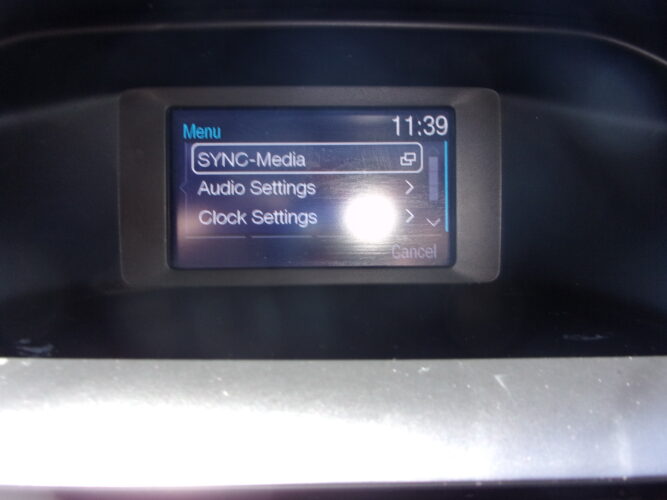 Menu 11:39
SYNC-Media
Audio Settings
Clock Settings
Cancel